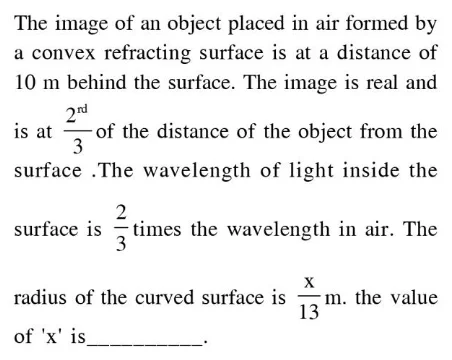 The image of an object placed in air formed by
a convex refracting surface is at a distance of
10 m behind the surface. The image is real and
is at 2^rd/3 of the distance of the object from the
surface .The wavelength of light inside the
surface is 2/3 times the wavelength in air. The
radius of the curved surface is x/13 m. the value
of 'x' is__________.